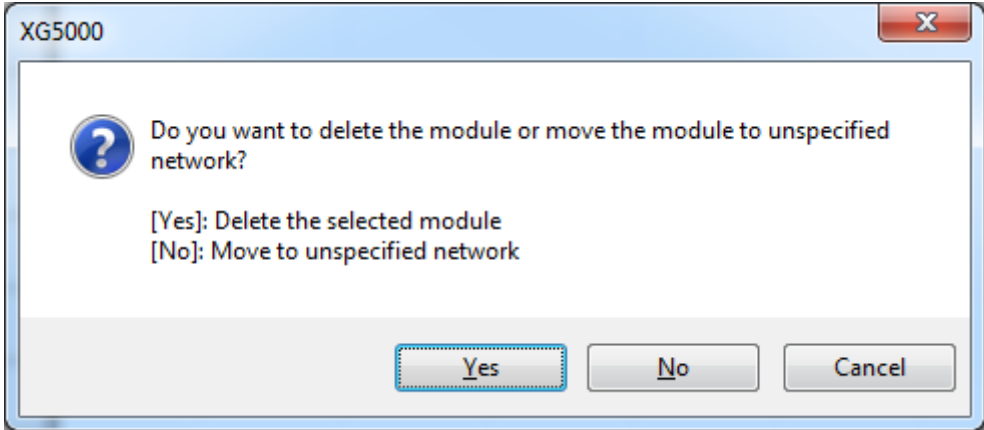 XG5000
Do you want to delete the module or move the module to unspecified
network?
[Yes]: Delete the selected module
[No]: Move to unspecified network
Yes
No
Cancel